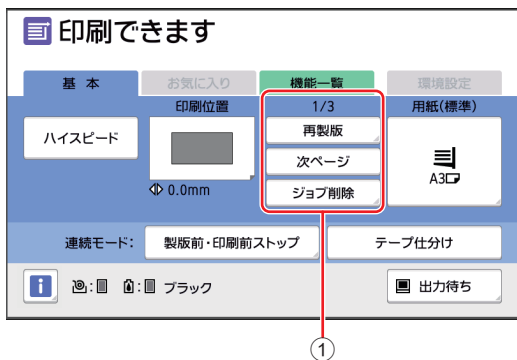 印刷できます
基本 お気に入り 機能一覧 環境設定
印刷位置 1/3 用紙(標準)
ハイスピード
再製版
次ページ
A3
0.0mm ジョブ削除
連続モード: 製版前・印刷前ストップ テープ仕分け
i : : ブラック 出力待ち
1